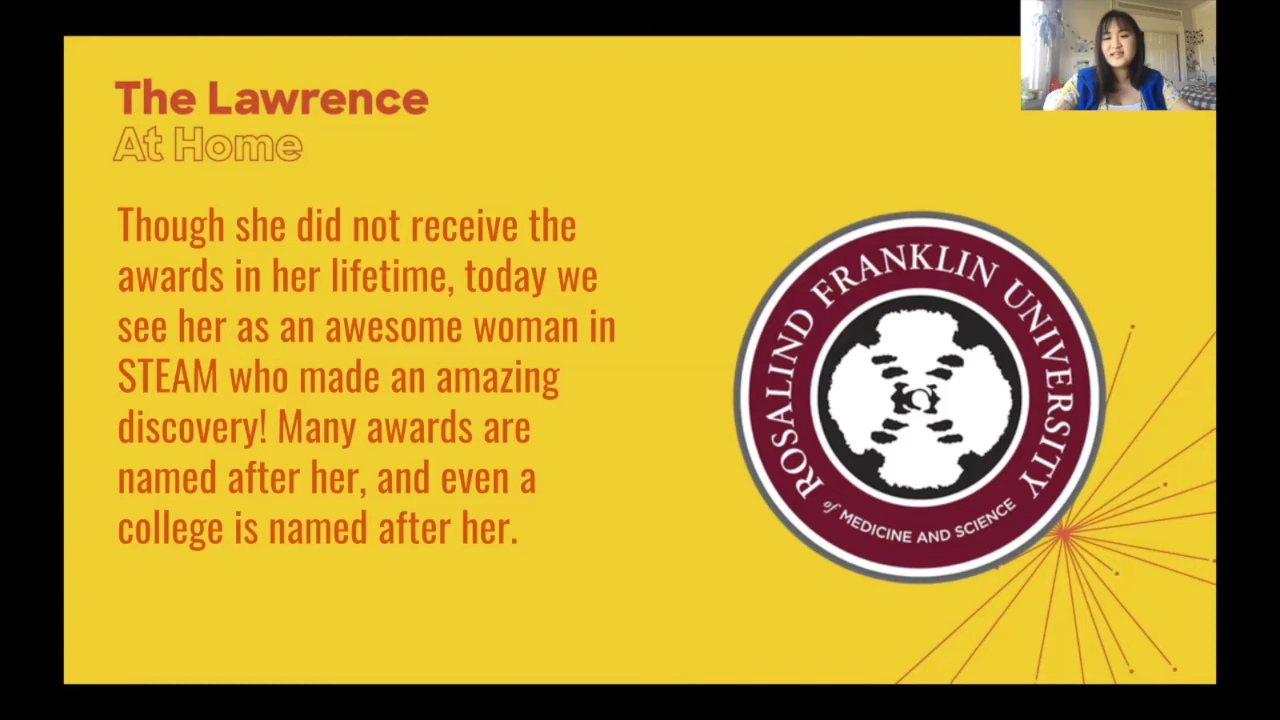 The Lawrence
At Home
Though she did not receive the
awards in her lifetime, today we
see her as an awesome woman in
STEAM who made an amazing
discovery! Many awards are
named after her, and even a
college is named after her.
ROSALIND FRANKLIN UNIVERSITY
of MEDICINE AND SCIENCE